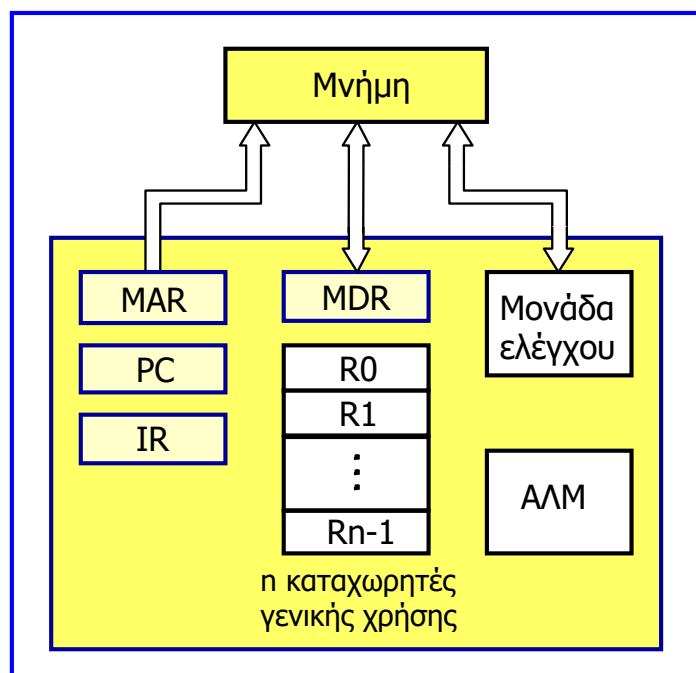 Μνήμη
MAR
PC
IR
MDR
R0
R1
⋮
Rn-1
n καταχωρητές
γενικής χρήσης
Μονάδα
ελέγχου
ΑΛΜ